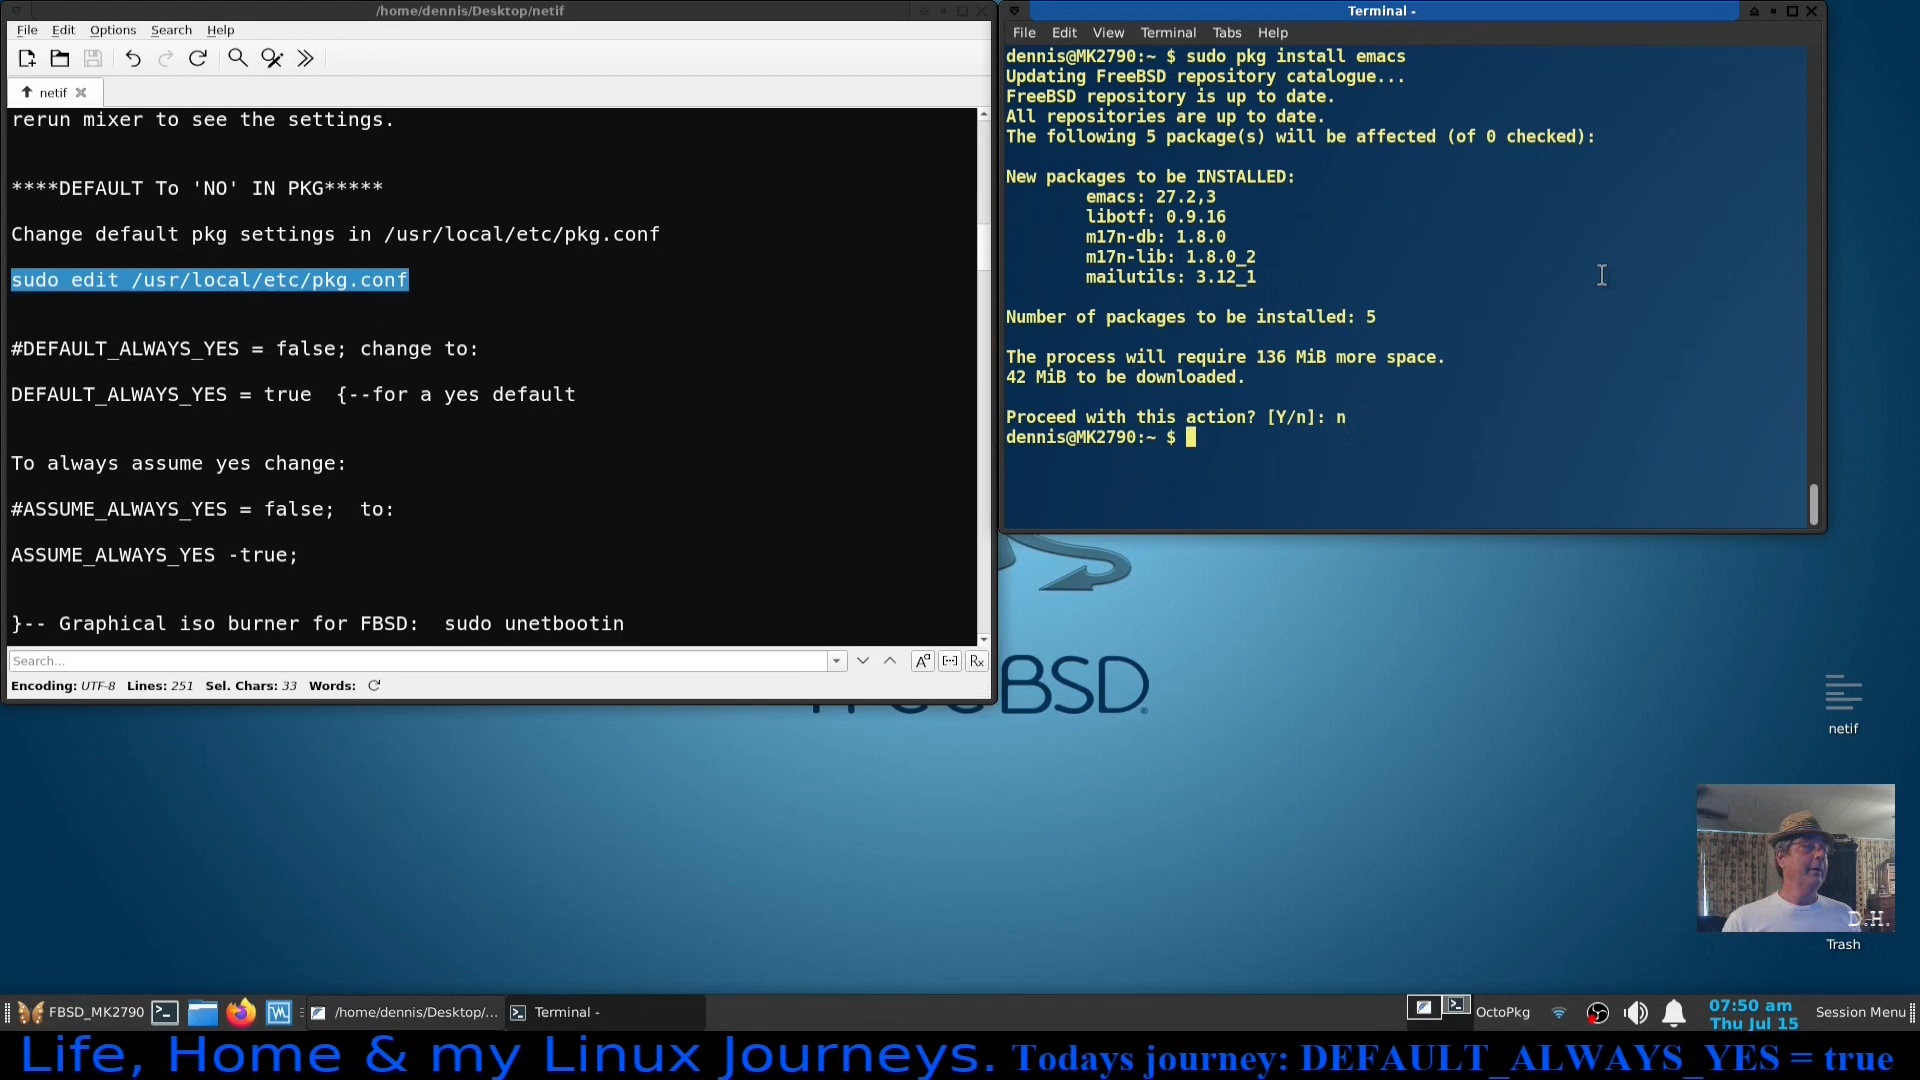 /home/dennis/Desktop/netif
File Edit Options Search Help
netif
rerun mixer to see the settings.
****DEFAULT To 'NO' IN PKG*****
Change default pkg settings in /usr/local/etc/pkg.conf
sudo edit /usr/local/etc/pkg.conf
#DEFAULT_ALWAYS_YES = false; change to:
DEFAULT_ALWAYS_YES = true  {--for a yes default
To always assume yes change:
#ASSUME_ALWAYS_YES = false;  to:
ASSUME_ALWAYS_YES -true;
}-- Graphical iso burner for FBSD:  sudo unetbootin
Search...
Encoding: UTF-8 Lines: 251 Sel. Chars: 33 Words:
Terminal -
File Edit View Terminal Tabs Help
dennis@MK2790:~ $ sudo pkg install emacs
Updating FreeBSD repository catalogue...
FreeBSD repository is up to date.
All repositories are up to date.
The following 5 package(s) will be affected (of 0 checked):
New packages to be INSTALLED:
emacs: 27.2,3
libotf: 0.9.16
m17n-db: 1.8.0
m17n-lib: 1.8.0_2
mailutils: 3.12_1
Number of packages to be installed: 5
The process will require 136 MiB more space.
42 MiB to be downloaded.
Proceed with this action? [Y/n]: n
dennis@MK2790:~ $
BSD®
netif
D.H.
Trash
FBSD_MK2790 /home/dennis/Desktop/... Terminal - OctoPkg 07:50 am Session Menu
Thu Jul 15
Life, Home & my Linux Journeys. Todays journey: DEFAULT_ALWAYS_YES = true